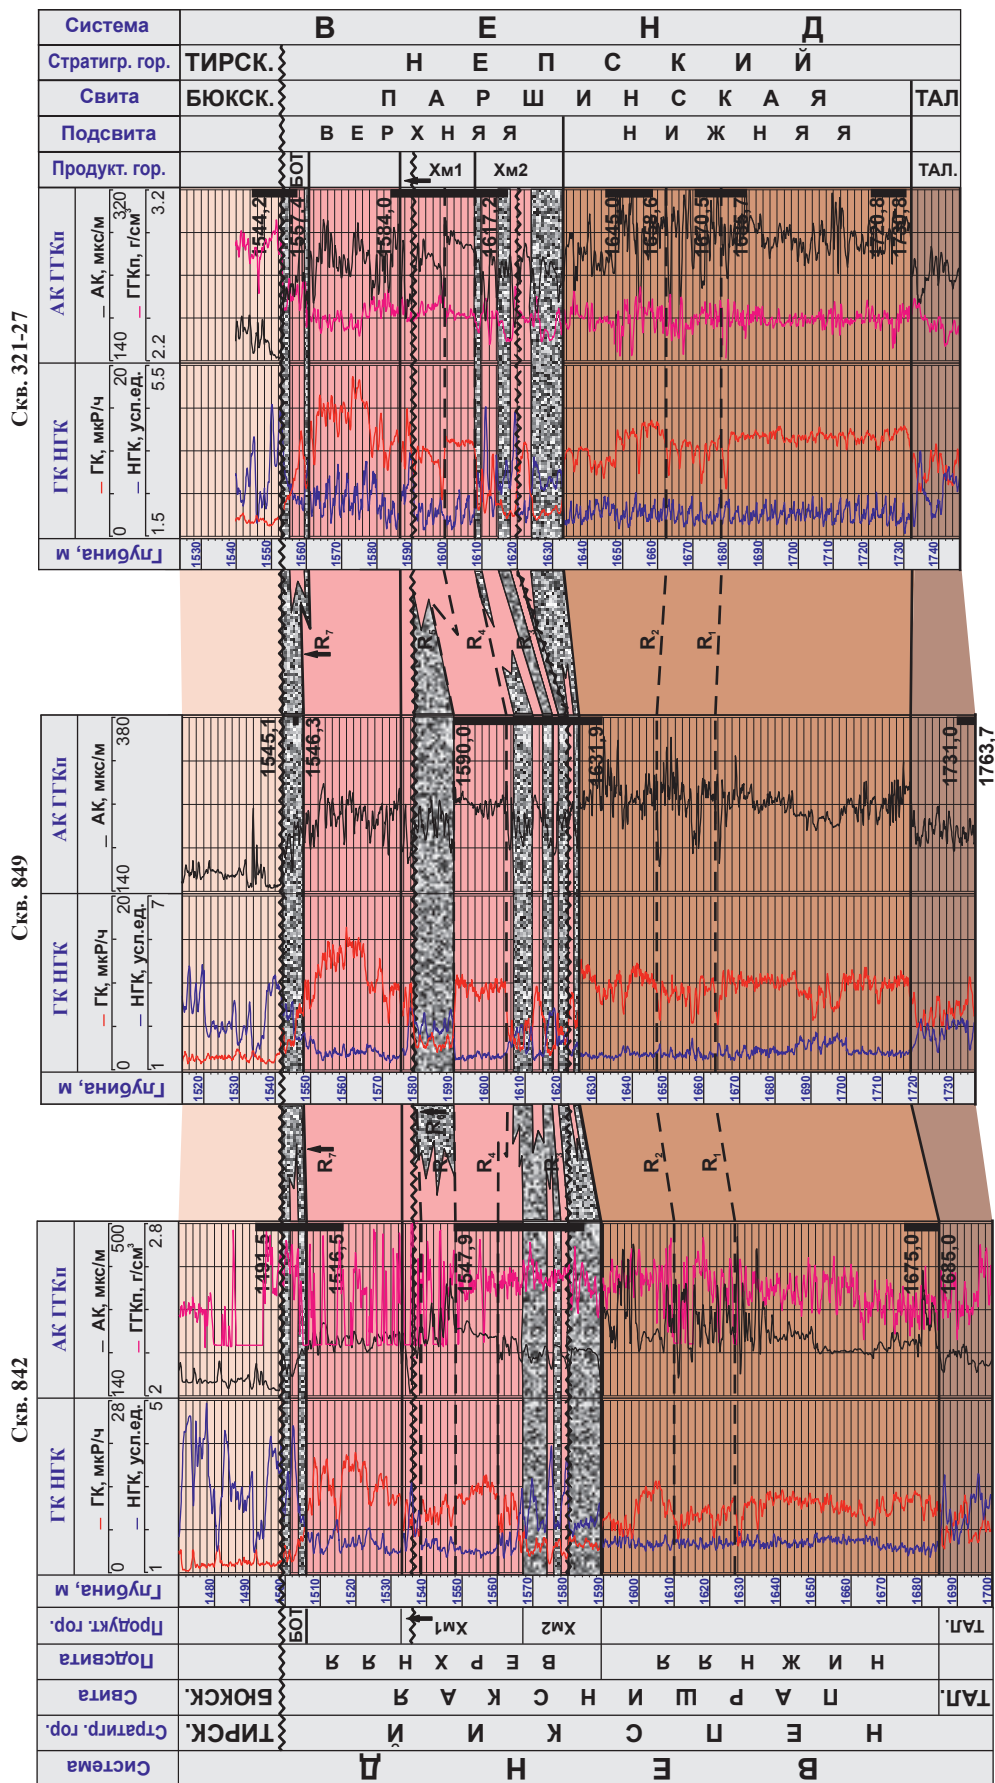 Скв. 321-27
Система
В Е Н Д
Стратигр. гор.
ТИРСК.
Н Е П С К И Й
Свита
БЮКСК.
П А Р Ш И Н С К А Я
ТАЛ
Подсвита
В Е Р Х Н Я Я
Н И Ж Н Я Я
Продукт. гор.
БОТ
Хм1
Хм2
ТАЛ.
АК ГГКп
АК, мкс/м
140
320
ГГКп, г/см³
2.2
3.2
1544,2
1557,4
1584,0
1617,2
1645,0
1658,6
1670,5
1685,7
1720,8
1730,8
ГК НГК
ГК, мкР/ч
0
20
НГК, усл.ед.
1.5
5.5
Глубина, м
1530
1540
1550
1560
1570
1580
1590
1600
1610
1620
1630
1640
1650
1660
1670
1680
1690
1700
1710
1720
1730
1740
R7
R4
R2
R1
Скв. 849
АК ГГКп
АК, мкс/м
140
380
1545,1
1546,3
1590,0
1631,9
1731,0
1763,7
ГК НГК
ГК, мкР/ч
0
20
НГК, усл.ед.
1
7
Глубина, м
1520
1530
1540
1550
1560
1570
1580
1590
1600
1610
1620
1630
1640
1650
1660
1670
1680
1690
1700
1710
1720
1730
R7
R4
R2
R1
Скв. 842
АК ГГКп
АК, мкс/м
140
500
ГГКп, г/см³
2
2.8
1491,5
1516,5
1547,9
1675,0
1685,0
ГК НГК
ГК, мкР/ч
0
28
НГК, усл.ед.
1
5
Глубина, м
1480
1490
1500
1510
1520
1530
1540
1550
1560
1570
1580
1590
1600
1610
1620
1630
1640
1650
1660
1670
1680
1690
1700
Продукт. гор.
БОТ
Хм1
Хм2
ТАЛ.
Подсвита
В Е Р Х Н Я Я
Н И Ж Н Я Я
Свита
БЮКСК.
П А Р Ш И Н С К А Я
ТАЛ.
Стратигр. гор.
ТИРСК.
Н Е П С К И Й
Система
В Е Н Д